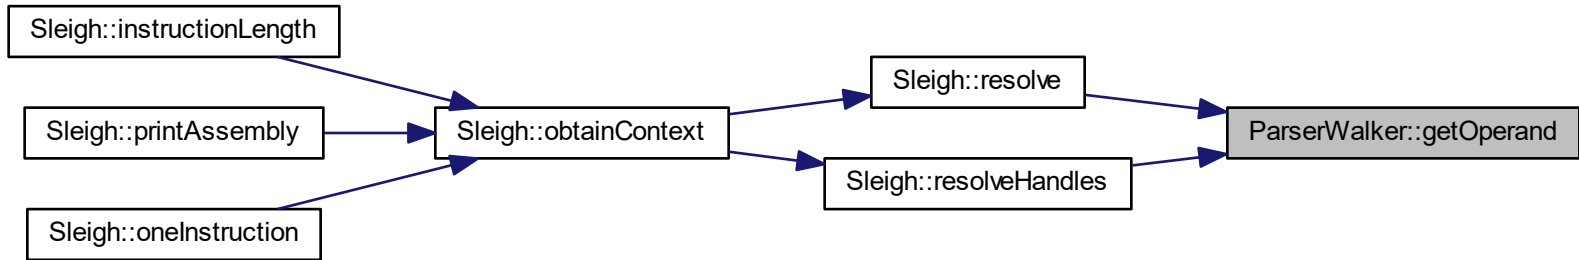 Sleigh::instructionLength
Sleigh::printAssembly
Sleigh::oneInstruction
Sleigh::obtainContext
Sleigh::resolve
Sleigh::resolveHandles
ParserWalker::getOperand